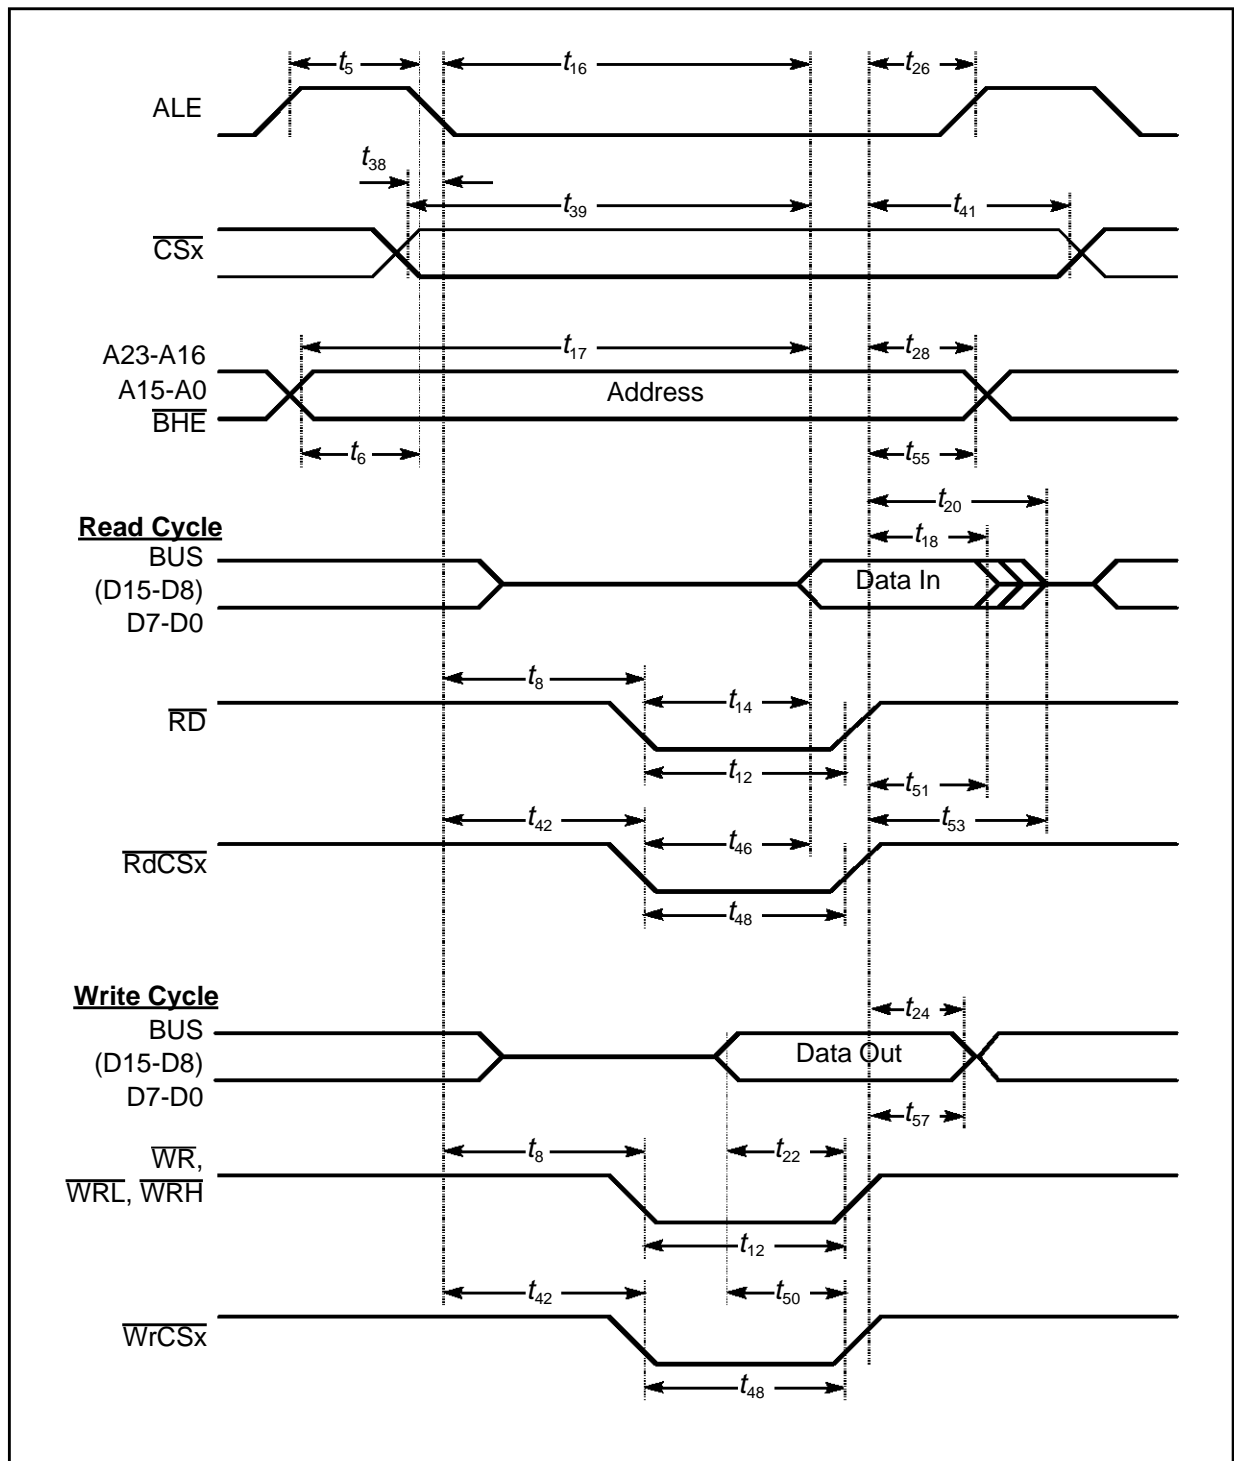 t5 t16 t26
ALE
t38
t39 t41
CSx
t17 t28
A23-A16
A15-A0 Address
BHE
t6 t55
t20
Read Cycle
t18
BUS
(D15-D8) Data In
D7-D0
t8
t14
RD
t12
t51
t42 t53
t46
RdCSx
t48
Write Cycle
t24
BUS
(D15-D8) Data Out
D7-D0
t57
t8 t22
WR,
WRL, WRH
t12
t42 t50
WrCSx
t48